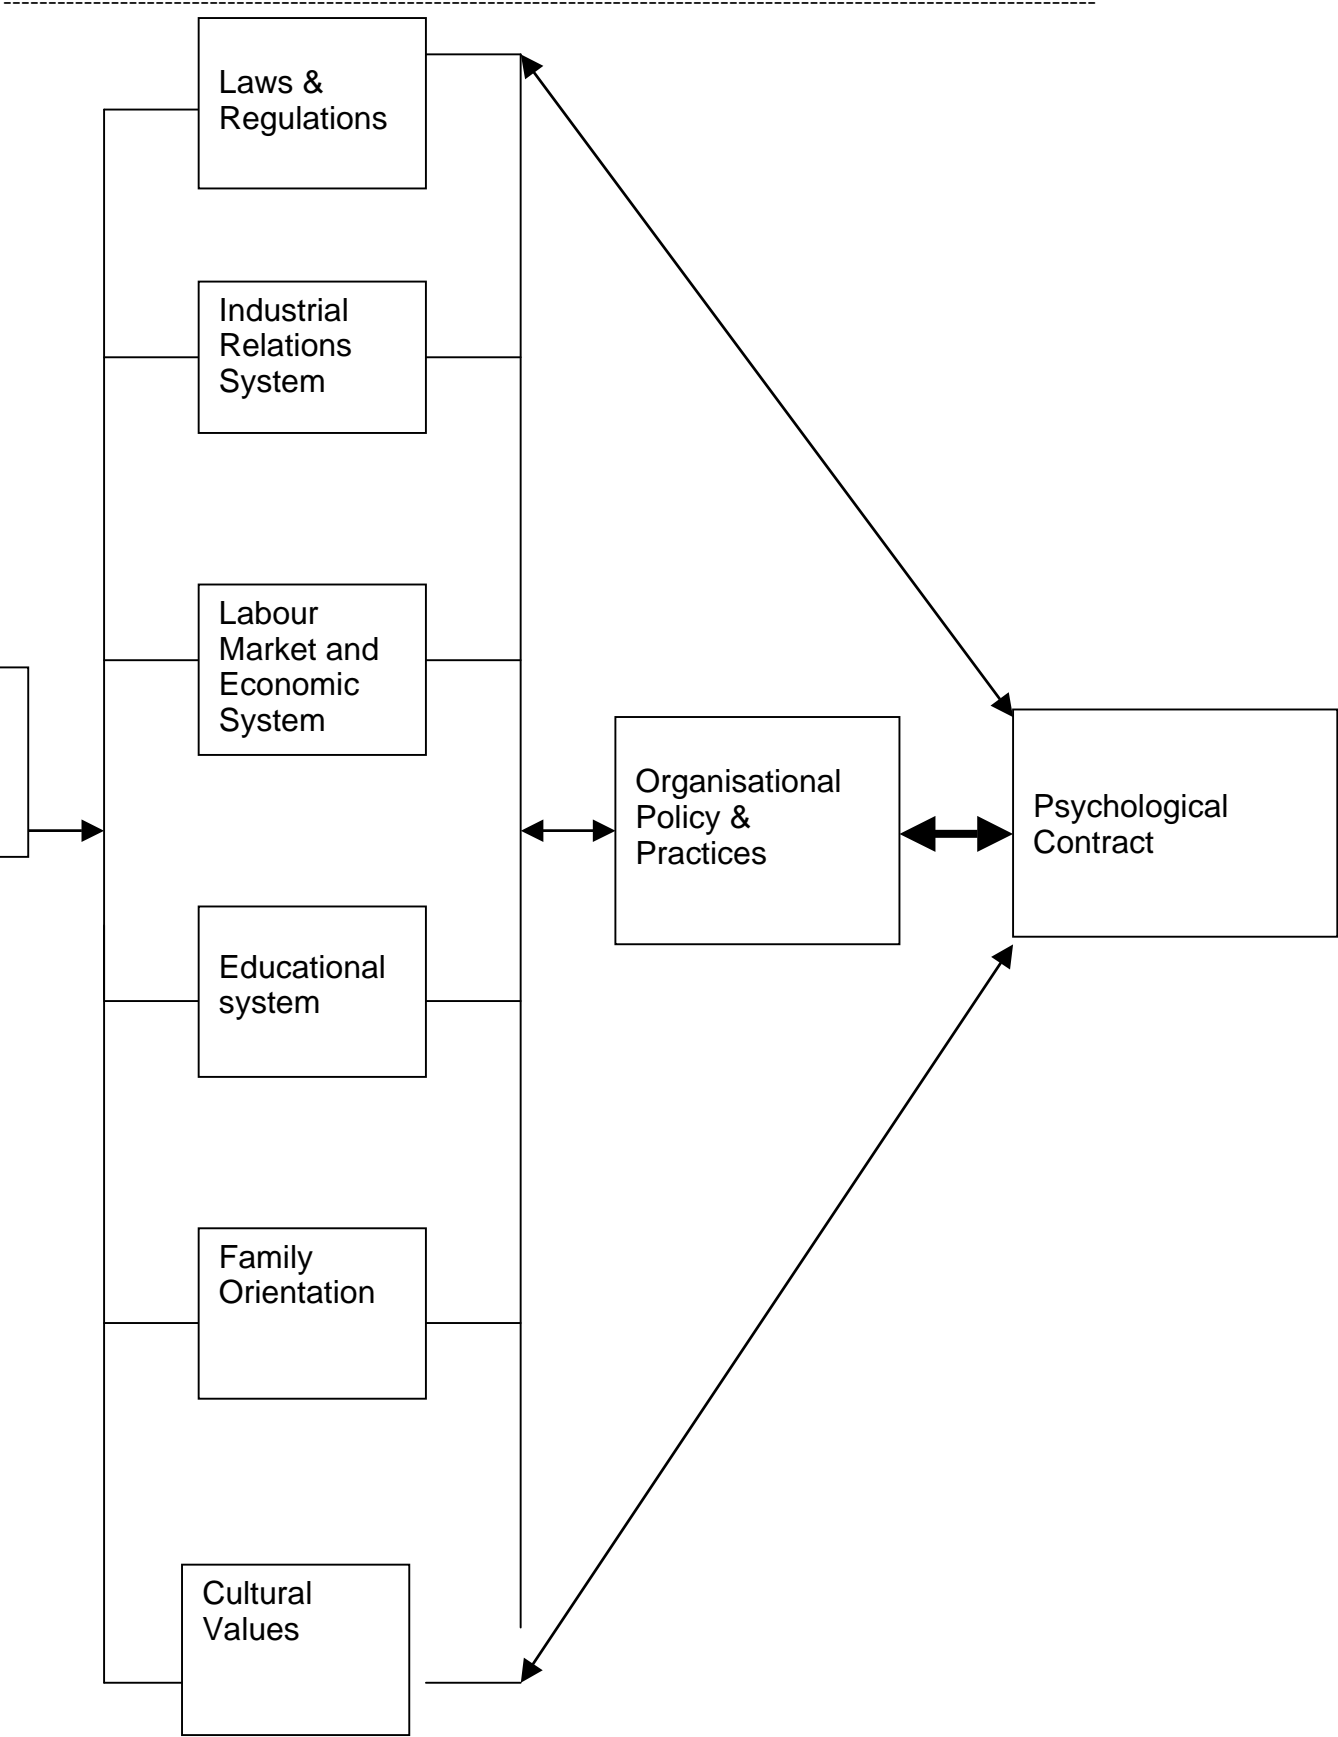 Laws &
Regulations
Industrial
Relations
System
Labour
Market and
Economic
System
Organisational
Policy &
Practices
Psychological
Contract
Educational
system
Family
Orientation
Cultural
Values